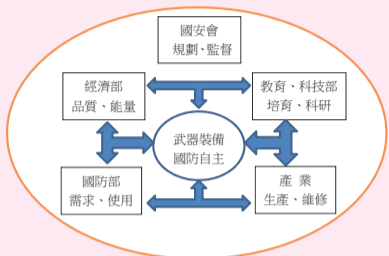 國安會
規劃、監督
經濟部
品質、能量
教育、科技部
培育、科研
武器裝備
國防自主
國防部
需求、使用
產 業
生產、維修